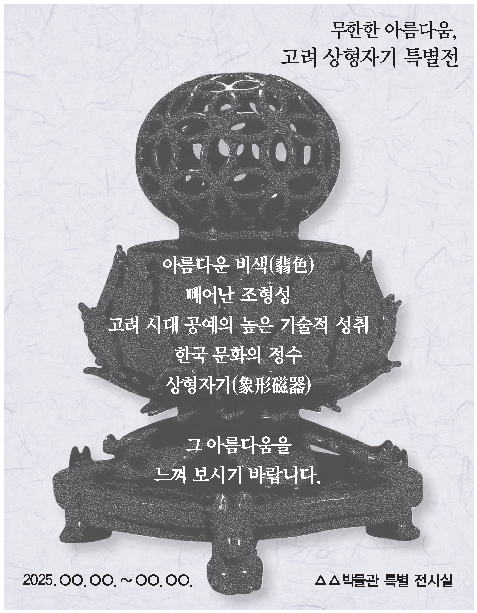 무한한 아름다움,
고려 상형자기 특별전
아름다운 비색(翡色)
빼어난 조형성
고려 시대 공예의 높은 기술적 성취
한국 문화의 정수
상형자기(象形磁器)
그 아름다움을
느껴 보시기 바랍니다.
2025. OO. OO. ~ OO. OO.
△△박물관 특별 전시실